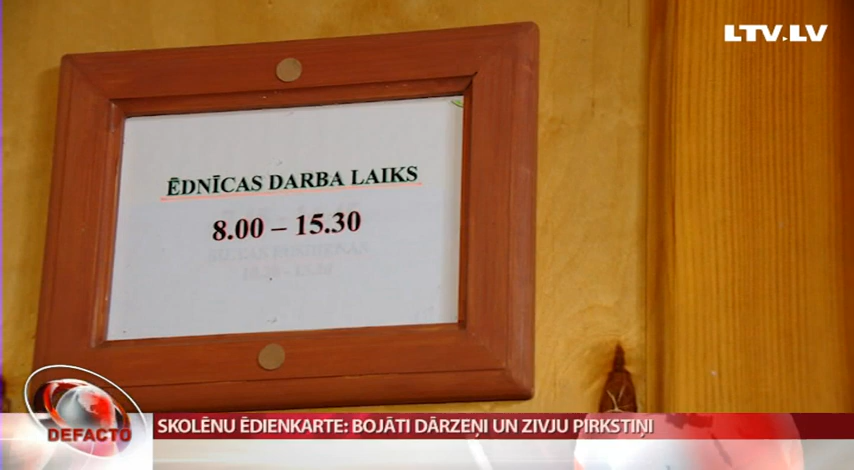 LTV.LV
ĒDNĪCAS DARBA LAIKS
8.00 – 15.30
DEFACTO
SKOLĒNU ĒDIENKARTE: BOJĀTI DĀRZEŅI UN ZIVJU PIRKSTIŅI